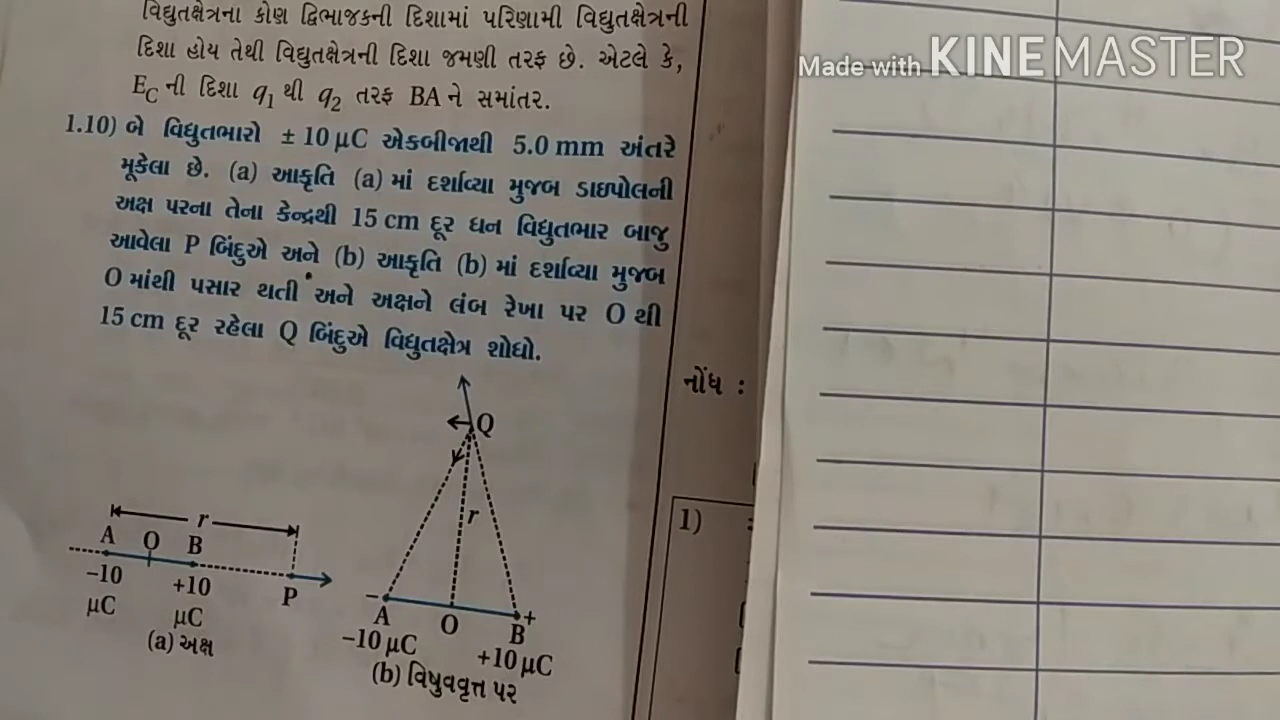 વિદ્યુતક્ષેત્રના કોણ દ્વિભાજકની દિશામાં પરિણામી વિદ્યુતક્ષેત્રની
દિશા હોય તેથી વિદ્યુતક્ષેત્રની દિશા જમણી તરફ છે. એટલે કે,
E_C ની દિશા q₁ થી q₂ તરફ BA ને સમાંતર.
1.10) બે વિદ્યુતભારો ± 10 μC એકબીજાથી 5.0 mm અંતરે
મૂકેલા છે. (a) આકૃતિ (a) માં દર્શાવ્યા મુજબ ડાઇપોલની
અક્ષ પરના તેના કેન્દ્રથી 15 cm દૂર ધન વિદ્યુતભાર બાજુ
આવેલા P બિંદુએ અને (b) આકૃતિ (b) માં દર્શાવ્યા મુજબ
O માંથી પસાર થતી અને અક્ષને લંબ રેખા પર O થી
15 cm દૂર રહેલા Q બિંદુએ વિદ્યુતક્ષેત્ર શોધો.
r
A O B
–10 μC
+10 μC
P
(a) અક્ષ
Q
r
– A O B +
–10 μC
+10 μC
(b) વિષુવવૃત્ત પર
નોંધ :
1)
Made with KINEMASTER